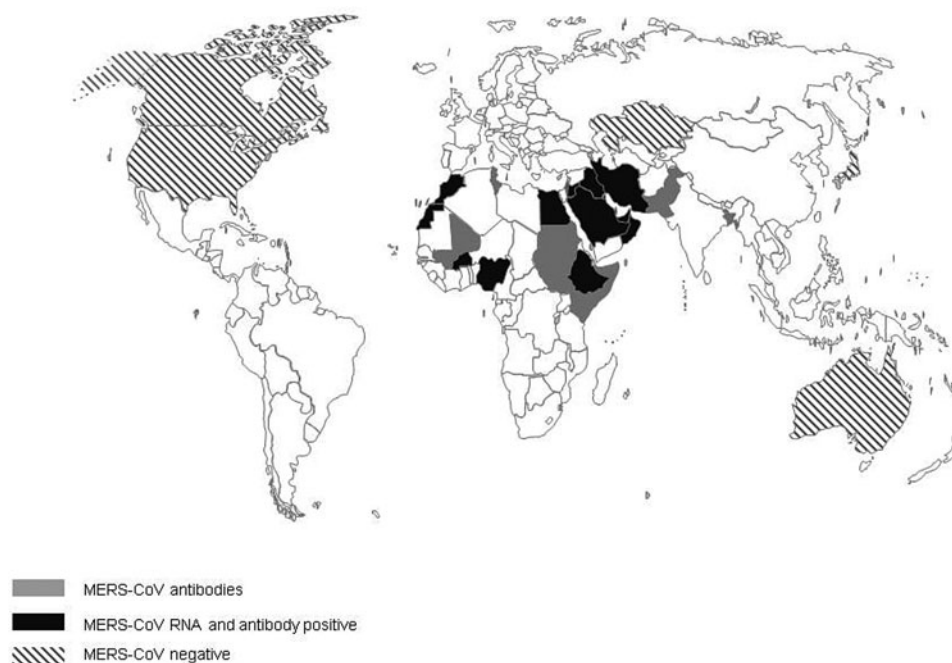 MERS-CoV antibodies
MERS-CoV RNA and antibody positive
MERS-CoV negative